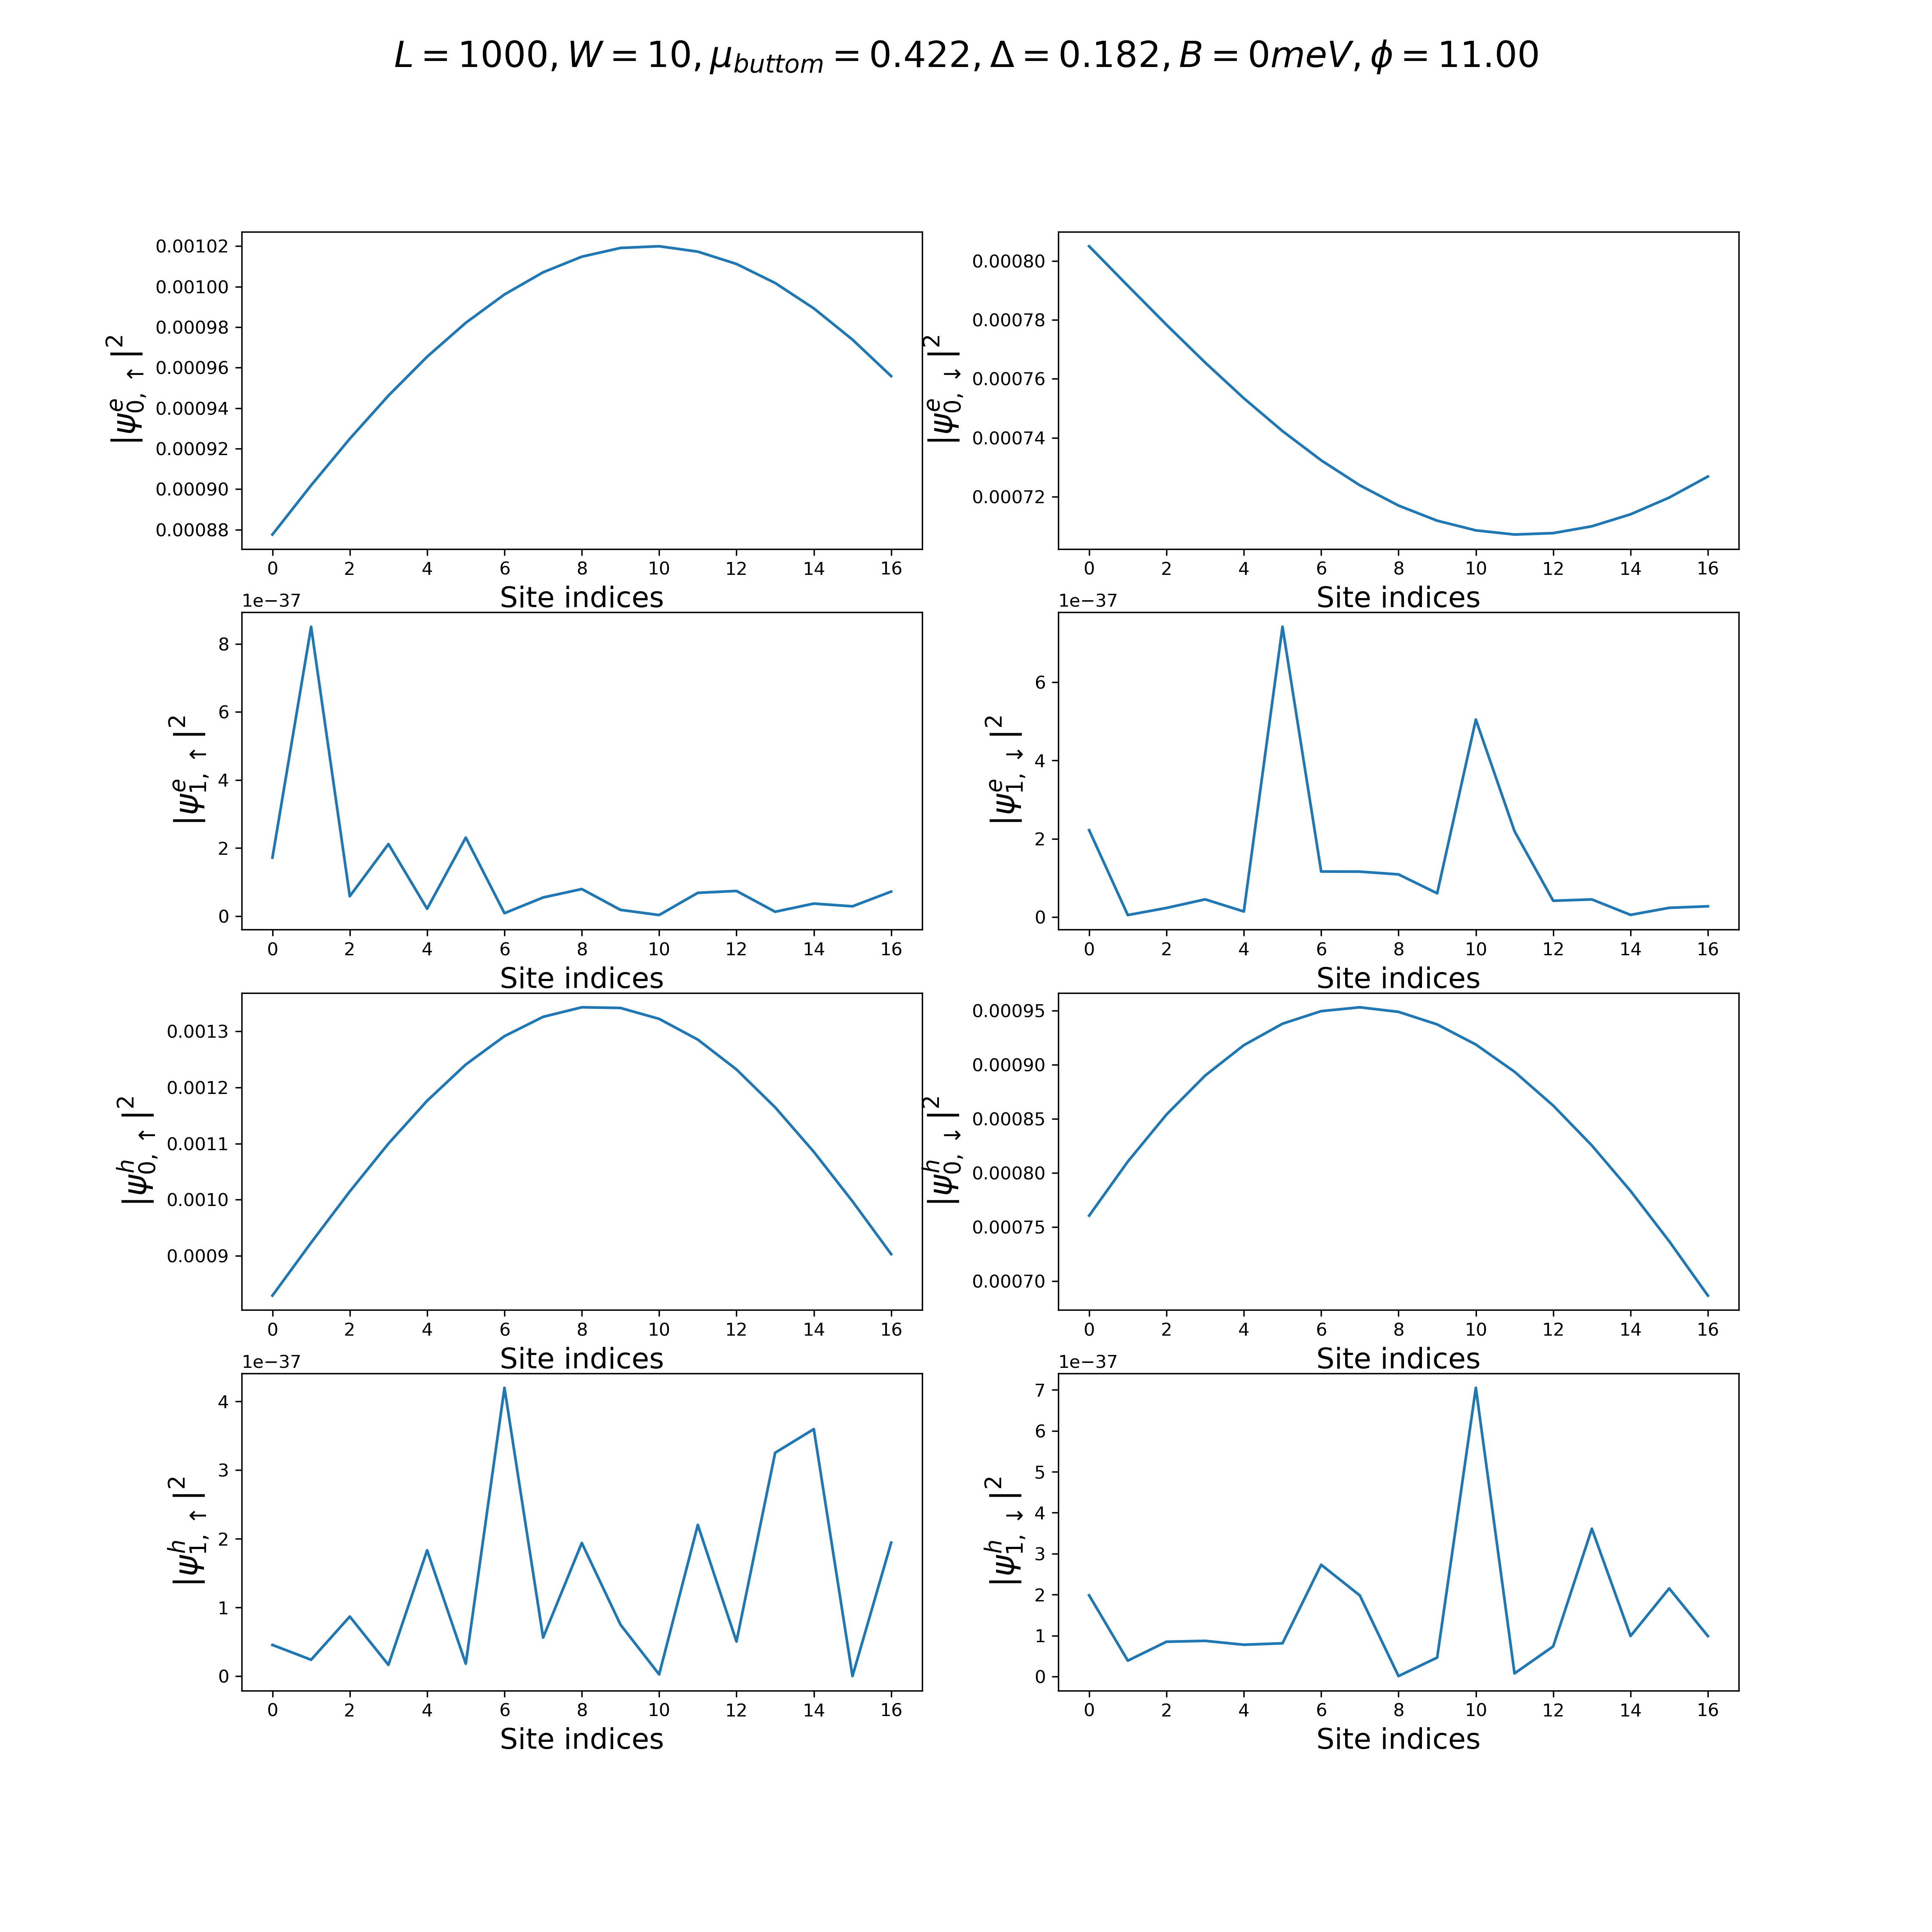 L = 1000, W = 10, μ_buttom = 0.422, Δ = 0.182, B = 0meV, ϕ = 11.00
|ψ^e_{0, ↑}|^2
0.00102
0.00100
0.00098
0.00096
0.00094
0.00092
0.00090
0.00088
0 2 4 6 8 10 12 14 16
Site indices
|ψ^e_{0, ↓}|^2
0.00080
0.00078
0.00076
0.00074
0.00072
0 2 4 6 8 10 12 14 16
Site indices
1e−37
|ψ^e_{1, ↑}|^2
8
6
4
2
0
0 2 4 6 8 10 12 14 16
Site indices
1e−37
|ψ^e_{1, ↓}|^2
6
4
2
0
0 2 4 6 8 10 12 14 16
Site indices
|ψ^h_{0, ↑}|^2
0.0013
0.0012
0.0011
0.0010
0.0009
0 2 4 6 8 10 12 14 16
Site indices
|ψ^h_{0, ↓}|^2
0.00095
0.00090
0.00085
0.00080
0.00075
0.00070
0 2 4 6 8 10 12 14 16
Site indices
1e−37
|ψ^h_{1, ↑}|^2
4
3
2
1
0
0 2 4 6 8 10 12 14 16
Site indices
1e−37
|ψ^h_{1, ↓}|^2
7
6
5
4
3
2
1
0
0 2 4 6 8 10 12 14 16
Site indices